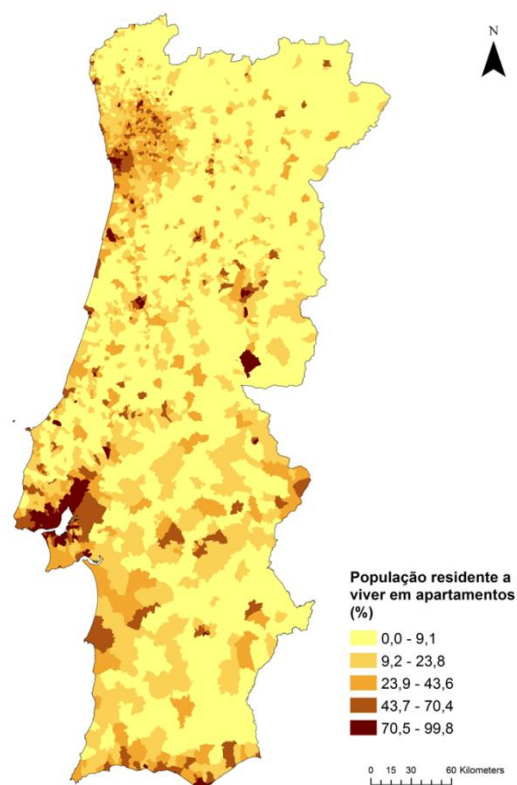 N
População residente a
viver em apartamentos
(%)
0,0 - 9,1
9,2 - 23,8
23,9 - 43,6
43,7 - 70,4
70,5 - 99,8
0 15 30 60 Kilometers